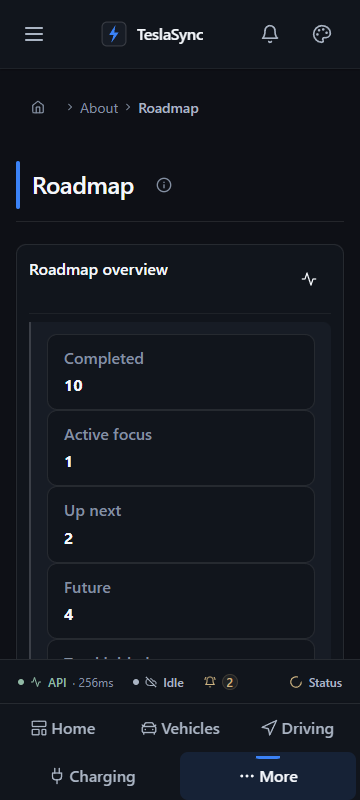 TeslaSync
About Roadmap
Roadmap
Roadmap overview
Completed
10
Active focus
1
Up next
2
Future
4
API · 256ms Idle 2 Status
Home Vehicles Driving
Charging More